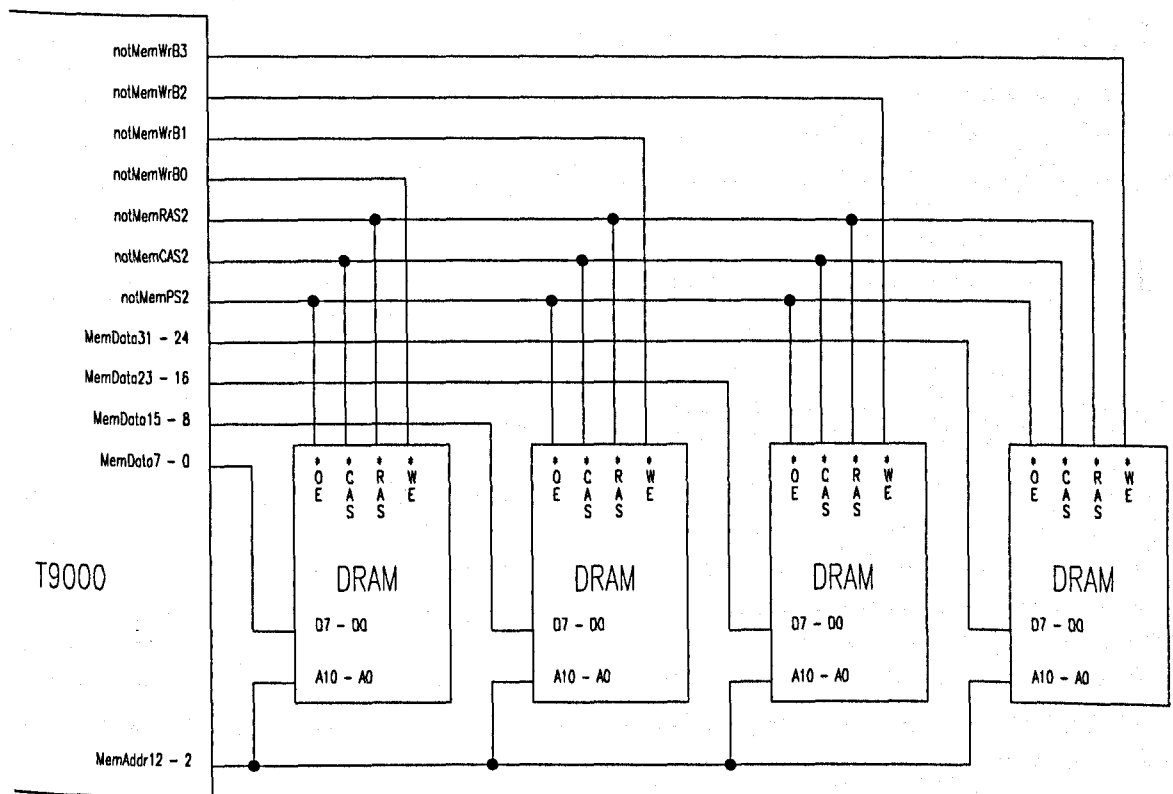 notMemWrB3
notMemWrB2
notMemWrB1
notMemWrB0
notMemRAS2
notMemCAS2
notMemPS2
MemData31 - 24
MemData23 - 16
MemData15 - 8
MemData7 - 0
T9000
MemAddr12 - 2
*OE *CAS *RAS *WE
DRAM
D7 - D0
A10 - A0
*OE *CAS *RAS *WE
DRAM
D7 - D0
A10 - A0
*OE *CAS *RAS *WE
DRAM
D7 - D0
A10 - A0
*OE *CAS *RAS *WE
DRAM
D7 - D0
A10 - A0